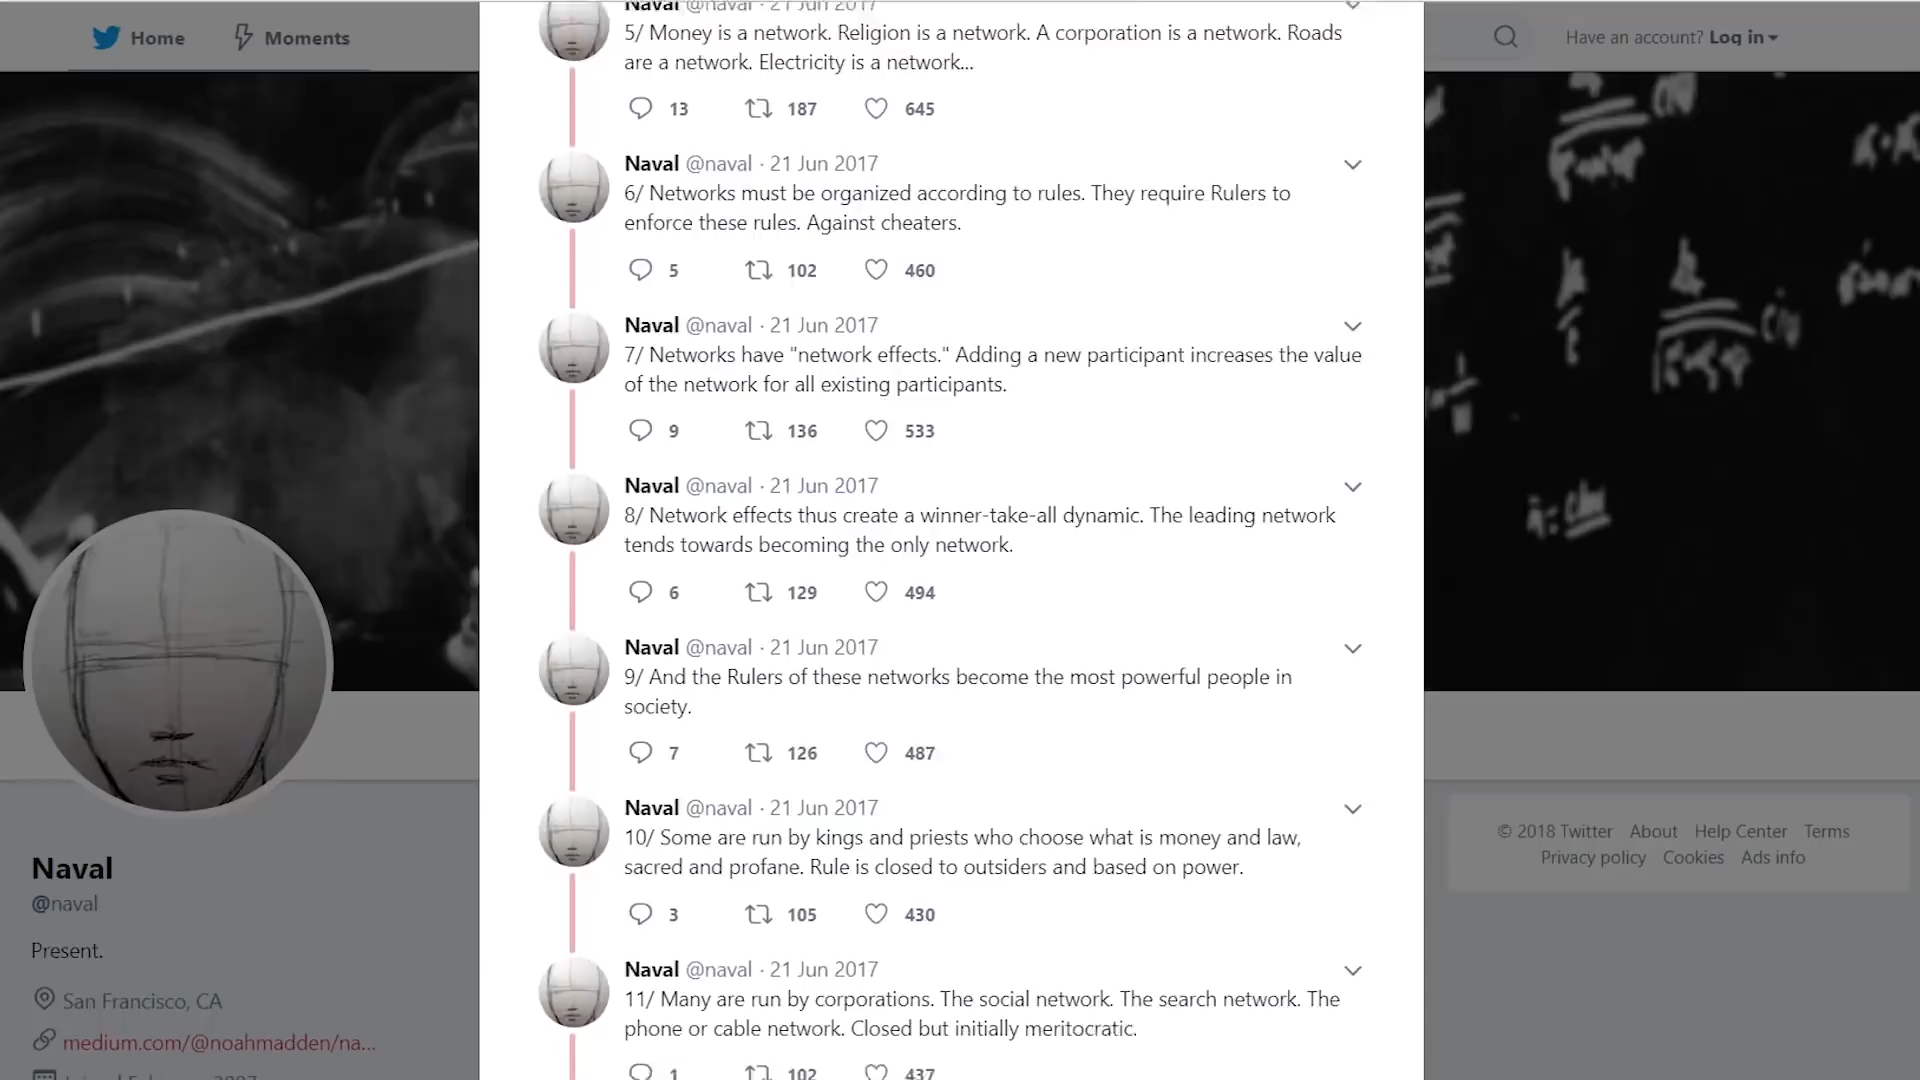 Home Moments
Have an account? Log in
Naval @naval · 21 Jun 2017
5/ Money is a network. Religion is a network. A corporation is a network. Roads
are a network. Electricity is a network...
13 187 645
Naval @naval · 21 Jun 2017
6/ Networks must be organized according to rules. They require Rulers to
enforce these rules. Against cheaters.
5 102 460
Naval @naval · 21 Jun 2017
7/ Networks have "network effects." Adding a new participant increases the value
of the network for all existing participants.
9 136 533
Naval @naval · 21 Jun 2017
8/ Network effects thus create a winner-take-all dynamic. The leading network
tends towards becoming the only network.
6 129 494
Naval @naval · 21 Jun 2017
9/ And the Rulers of these networks become the most powerful people in
society.
7 126 487
Naval @naval · 21 Jun 2017
10/ Some are run by kings and priests who choose what is money and law,
sacred and profane. Rule is closed to outsiders and based on power.
3 105 430
Naval @naval · 21 Jun 2017
11/ Many are run by corporations. The social network. The search network. The
phone or cable network. Closed but initially meritocratic.
1 102 437
Naval
@naval
Present.
San Francisco, CA
medium.com/@noahmadden/na...
© 2018 Twitter About Help Center Terms
Privacy policy Cookies Ads info